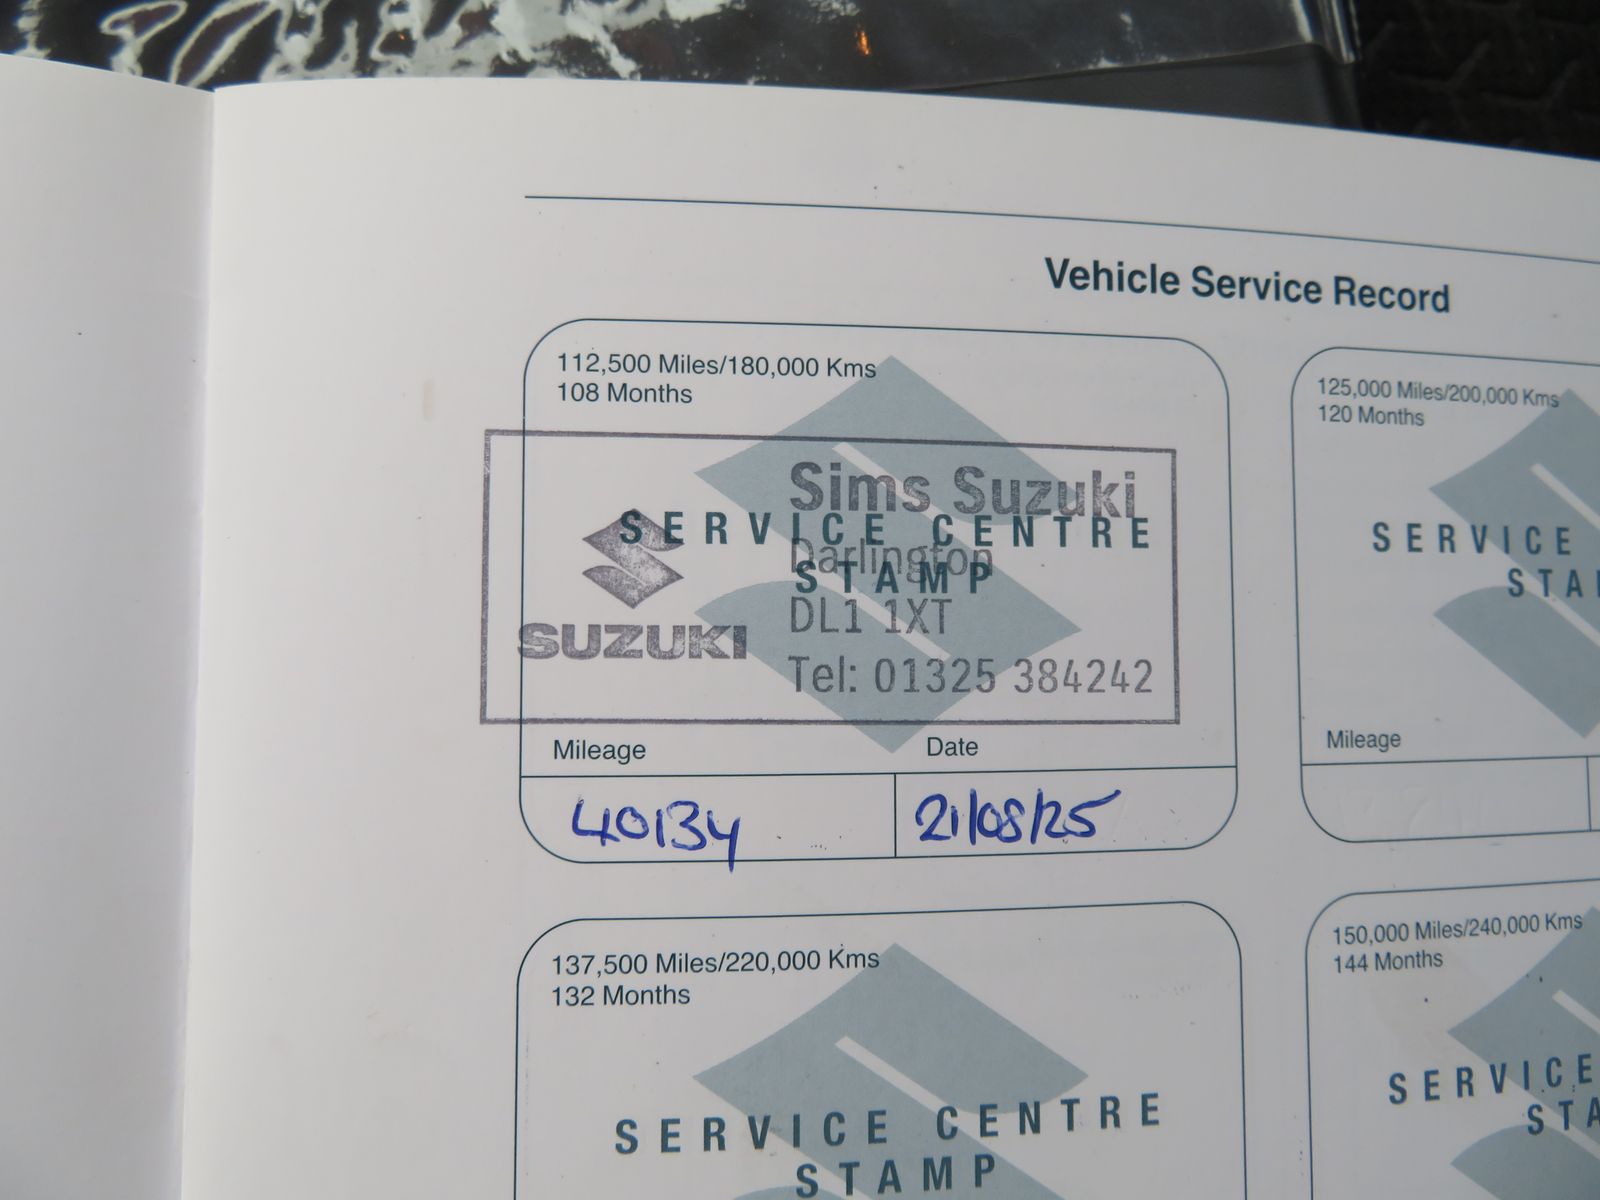 Vehicle Service Record
112,500 Miles/180,000 Kms
108 Months
Sims Suzuki
SERVICE CENTRE
Darlington
STAMP
DL1 1XT
SUZUKI
Tel: 01325 384242
Mileage
Date
40134
21/08/25
125,000 Miles/200,000 Kms
120 Months
SERVICE
STA
Mileage
137,500 Miles/220,000 Kms
132 Months
SERVICE CENTRE
STAMP
150,000 Miles/240,000 Kms
144 Months
SERVICE
STA